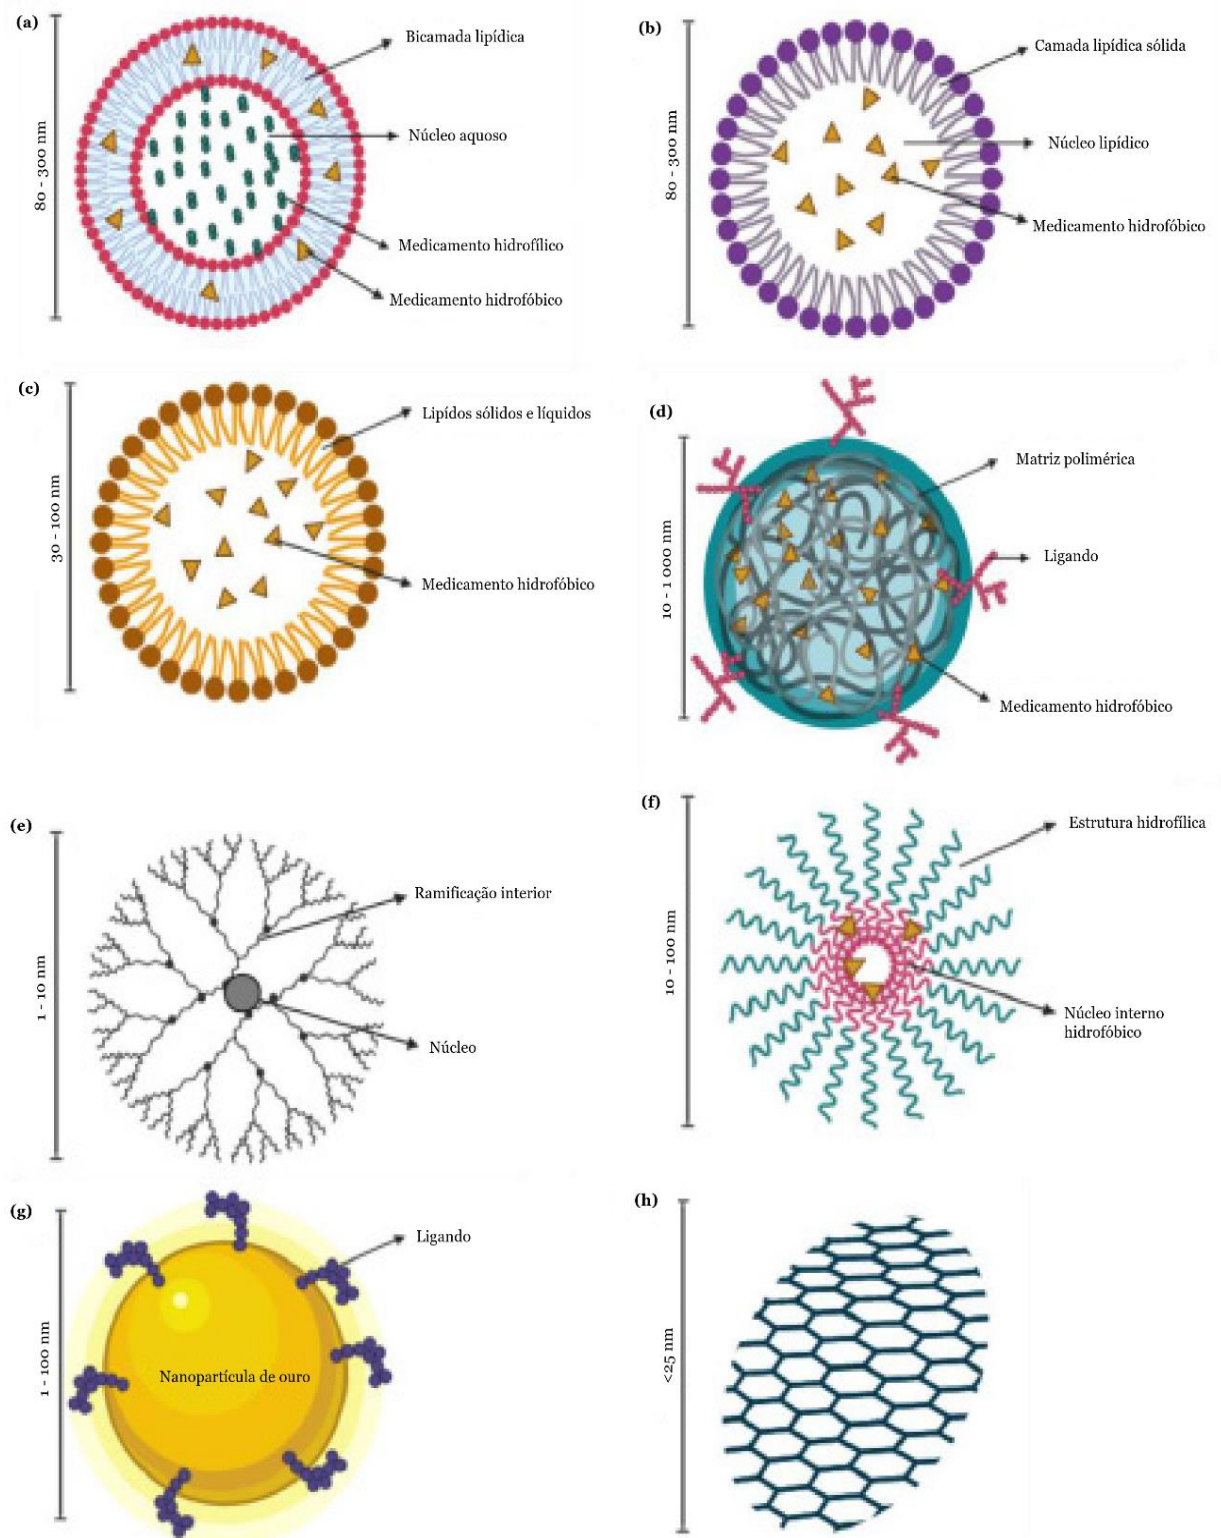 (a)
80 - 300 nm
Bicamada lipídica
Núcleo aquoso
Medicamento hidrofílico
Medicamento hidrofóbico
(b)
80 - 300 nm
Camada lipídica sólida
Núcleo lipídico
Medicamento hidrofóbico
(c)
30 - 100 nm
Lipídos sólidos e líquidos
Medicamento hidrofóbico
(d)
10 - 1 000 nm
Matriz polimérica
Ligando
Medicamento hidrofóbico
(e)
1 - 10 nm
Ramificação interior
Núcleo
(f)
10 - 100 nm
Estrutura hidrofílica
Núcleo interno
hidrofóbico
(g)
1 - 100 nm
Ligando
Nanopartícula de ouro
(h)
<25 nm